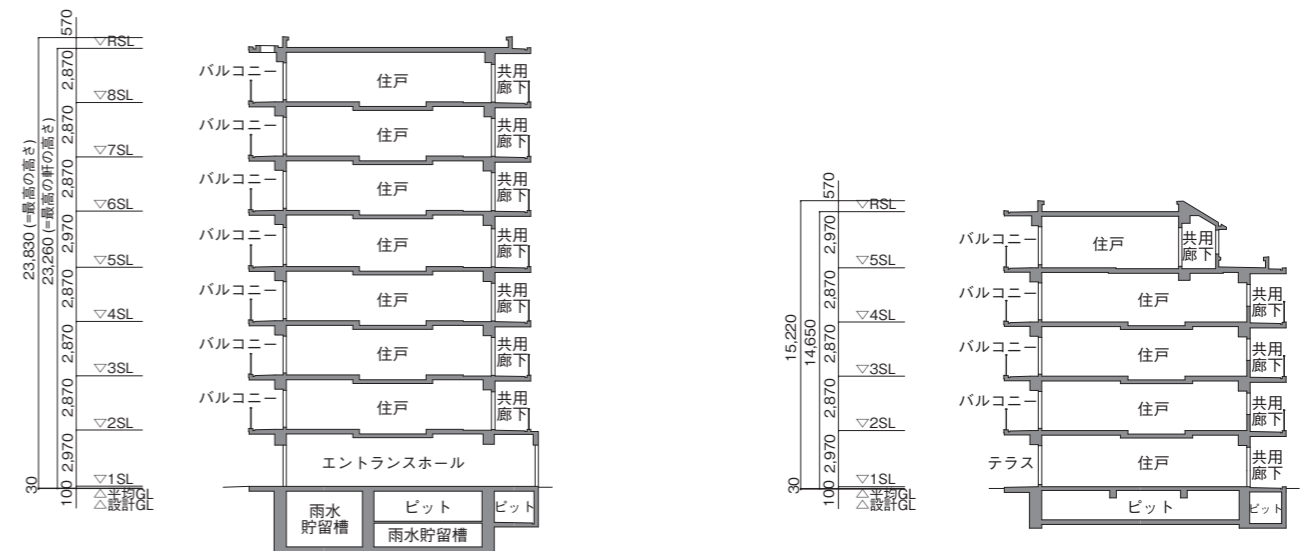 570
▽RSL
2,870
バルコニー
住戸
共用
廊下
▽8SL
2,870
バルコニー
住戸
共用
廊下
▽7SL
2,870
バルコニー
住戸
共用
廊下
▽6SL
2,970
バルコニー
住戸
共用
廊下
▽5SL
2,870
バルコニー
住戸
共用
廊下
▽4SL
2,870
バルコニー
住戸
共用
廊下
▽3SL
2,870
バルコニー
住戸
共用
廊下
▽2SL
2,970
エントランスホール
▽1SL
100
△平均GL
△設計GL
30
23,830 (=最高の高さ)
23,260 (=最高の軒の高さ)
雨水
貯留槽
ピット
雨水貯留槽
ピット
570
▽RSL
2,970
バルコニー
住戸
共用
廊下
▽5SL
2,870
バルコニー
住戸
共用
廊下
▽4SL
2,870
バルコニー
住戸
共用
廊下
▽3SL
2,870
バルコニー
住戸
共用
廊下
▽2SL
2,970
テラス
住戸
共用
廊下
▽1SL
100
△平均GL
△設計GL
30
15,220
14,650
ピット
ピット